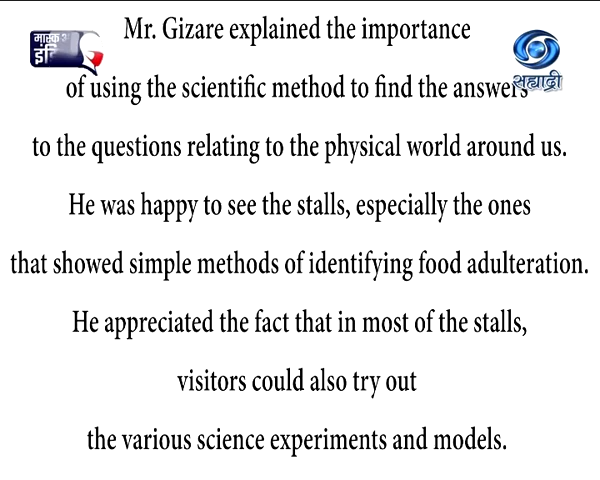 मास्क
इंडि
Mr. Gizare explained the importance
सह्याद्री
of using the scientific method to find the answers
to the questions relating to the physical world around us.
He was happy to see the stalls, especially the ones
that showed simple methods of identifying food adulteration.
He appreciated the fact that in most of the stalls,
visitors could also try out
the various science experiments and models.